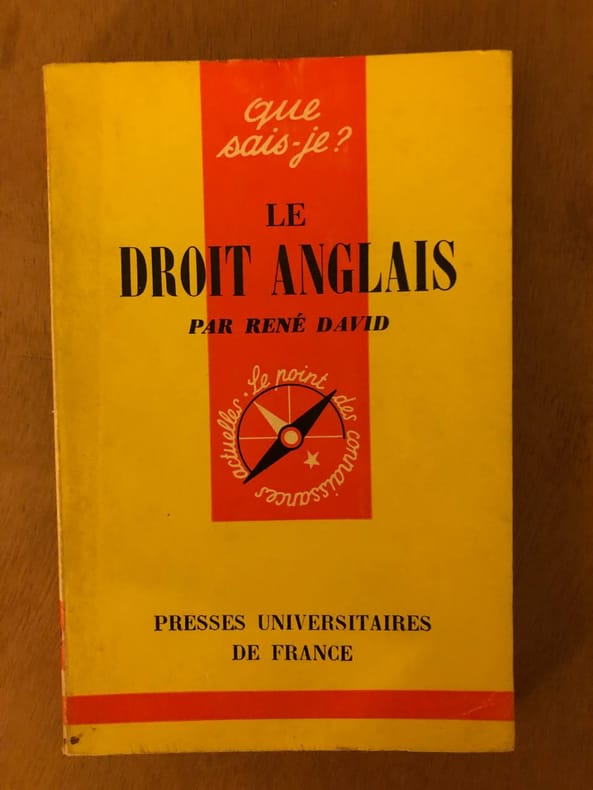 que
sais-je?
LE
DROIT ANGLAIS
PAR RENÉ DAVID
Le point des connaissances actuelles.
PRESSES UNIVERSITAIRES
DE FRANCE